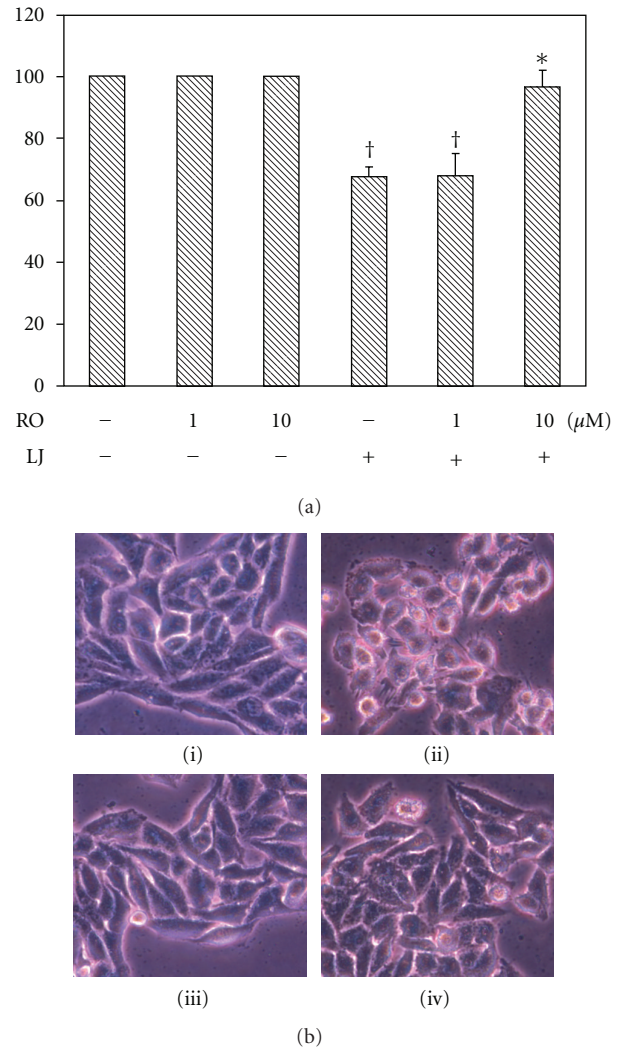 120
100
80
60
40
20
0
† † *
RO − 1 10 − 1 10 (μM)
LJ − − − + + +
(a)
(i) (ii)
(iii) (iv)
(b)